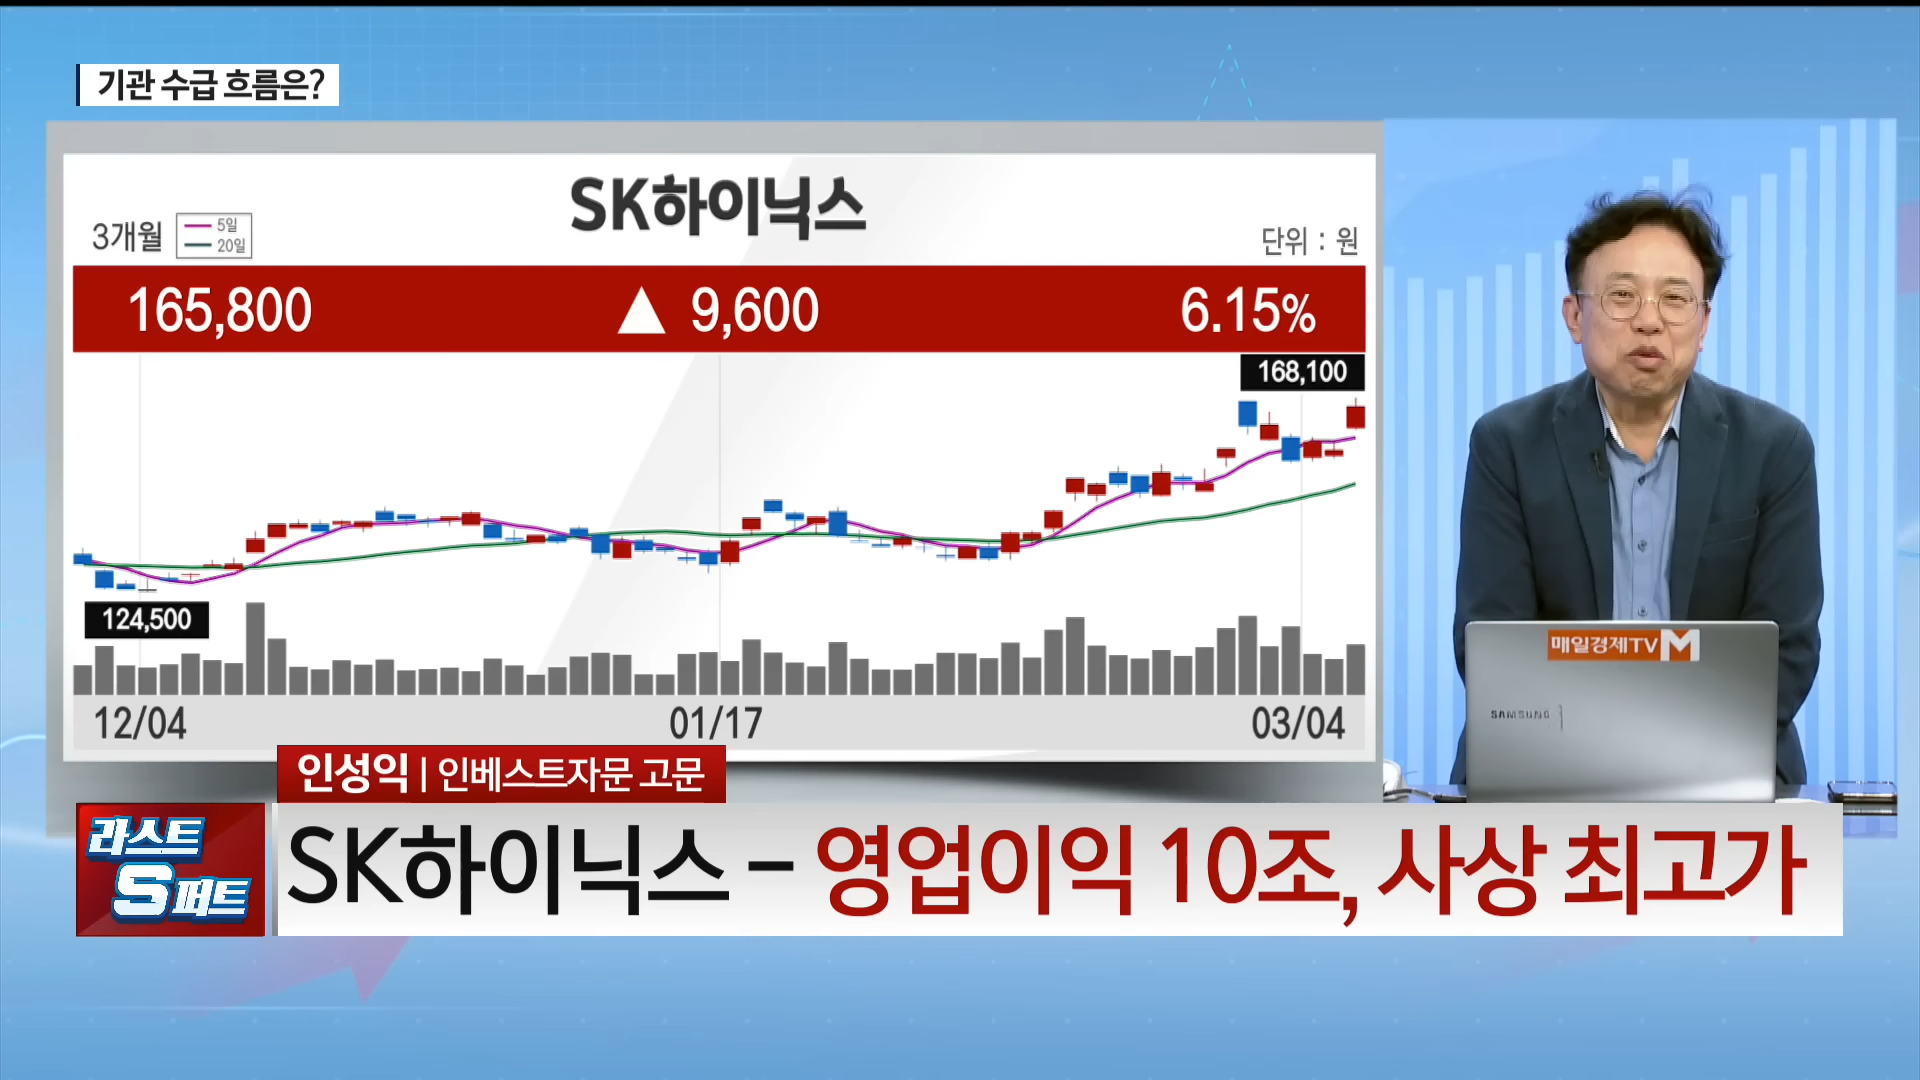 기관 수급 흐름은?
SK하이닉스
3개월
5일
20일
단위 : 원
165,800 ▲ 9,600 6.15%
168,100
124,500
12/04 01/17 03/04
매일경제TV M
SAMSUNG
인성익 | 인베스트자문 고문
라스트
S퍼트
SK하이닉스 - 영업이익 10조, 사상 최고가